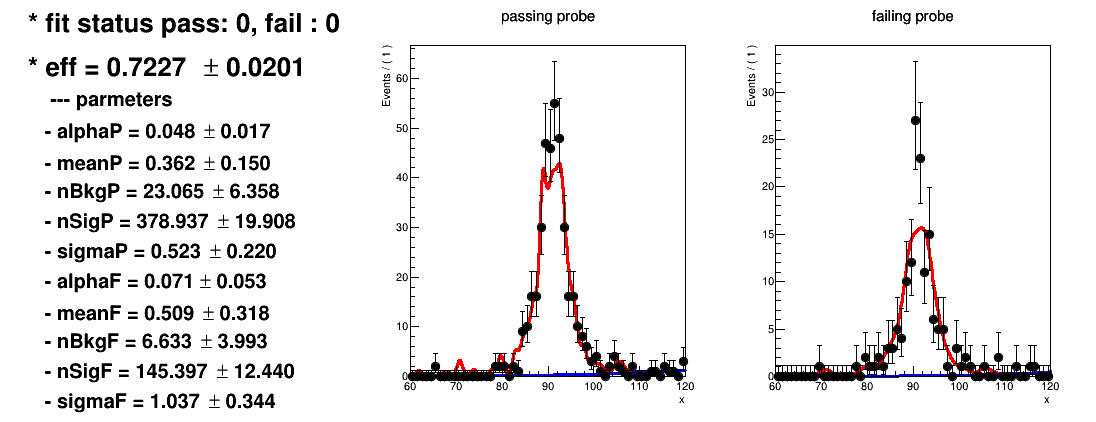 * fit status pass: 0, fail : 0
* eff = 0.7227 ± 0.0201
--- parmeters
- alphaP = 0.048 ± 0.017
- meanP = 0.362 ± 0.150
- nBkgP = 23.065 ± 6.358
- nSigP = 378.937 ± 19.908
- sigmaP = 0.523 ± 0.220
- alphaF = 0.071 ± 0.053
- meanF = 0.509 ± 0.318
- nBkgF = 6.633 ± 3.993
- nSigF = 145.397 ± 12.440
- sigmaF = 1.037 ± 0.344
passing probe
Events / ( 1 )
60
50
40
30
20
10
0
60 70 80 90 100 110 120
x
failing probe
Events / ( 1 )
30
25
20
15
10
5
0
60 70 80 90 100 110 120
x